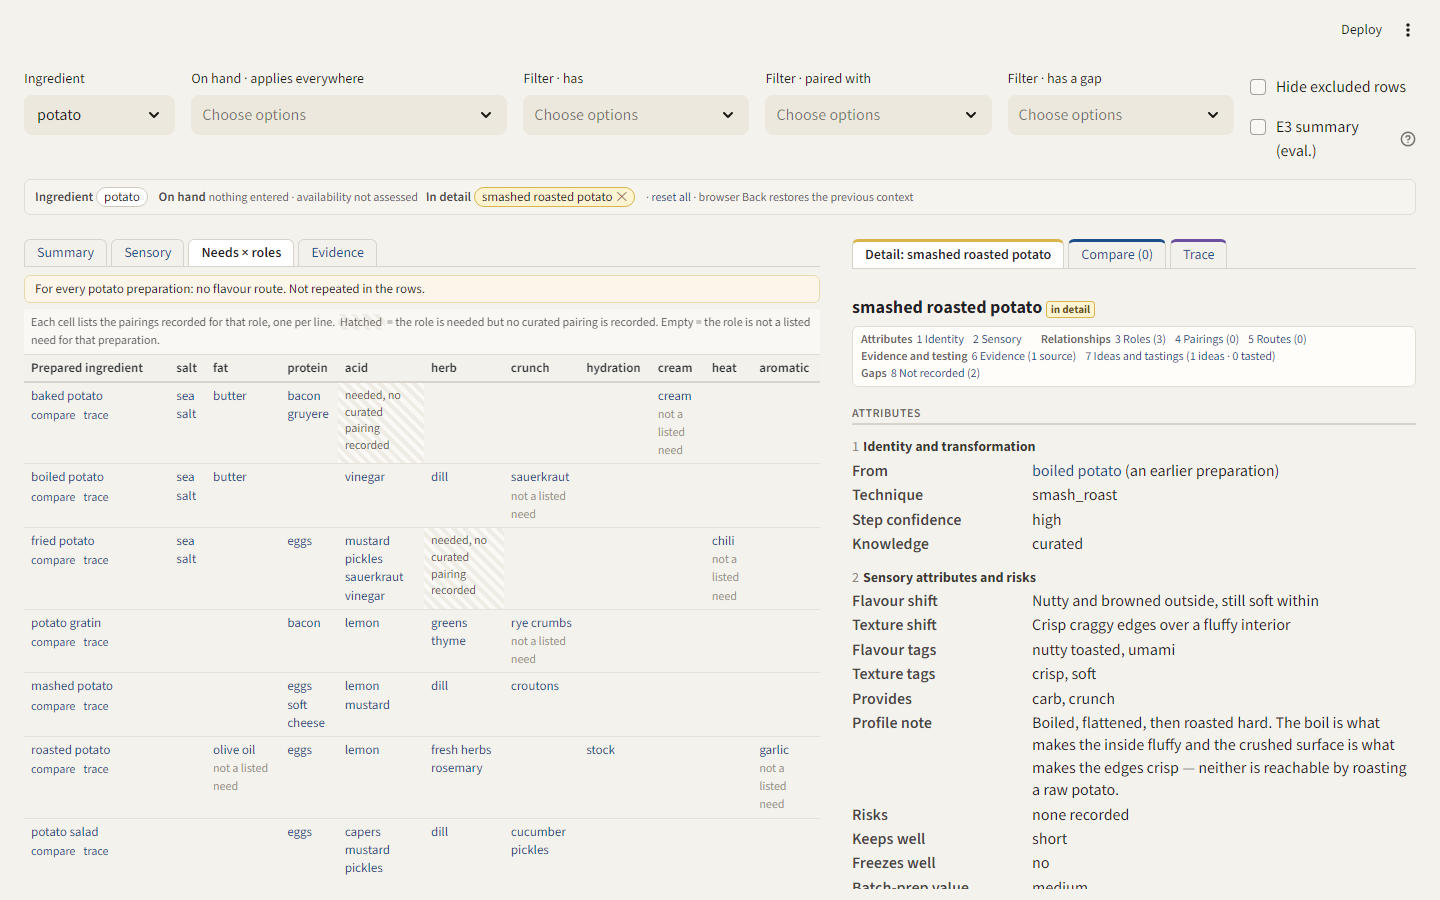 Deploy
Ingredient
On hand · applies everywhere
Filter · has
Filter · paired with
Filter · has a gap
potato
Choose options
Choose options
Choose options
Choose options
Hide excluded rows
E3 summary
(eval.)
Ingredient potato On hand nothing entered · availability not assessed In detail smashed roasted potato · reset all · browser Back restores the previous context
Summary
Sensory
Needs × roles
Evidence
For every potato preparation: no flavour route. Not repeated in the rows.
Each cell lists the pairings recorded for that role, one per line. Hatched = the role is needed but no curated pairing is recorded. Empty = the role is not a listed
need for that preparation.
Prepared ingredient salt fat protein acid herb crunch hydration cream heat aromatic
baked potato
compare trace
sea
salt
butter
bacon
gruyere
needed, no
curated
pairing
recorded
cream
not a
listed
need
boiled potato
compare trace
sea
salt
butter
vinegar
dill
sauerkraut
not a listed
need
fried potato
compare trace
sea
salt
eggs
mustard
pickles
sauerkraut
vinegar
needed, no
curated
pairing
recorded
chili
not a
listed
need
potato gratin
compare trace
bacon
lemon
greens
thyme
rye crumbs
not a listed
need
mashed potato
compare trace
eggs
soft
cheese
lemon
mustard
dill
croutons
roasted potato
compare trace
olive oil
not a listed
need
eggs
lemon
fresh herbs
rosemary
stock
garlic
not a
listed
need
potato salad
compare trace
eggs
capers
mustard
pickles
dill
cucumber
pickles
Detail: smashed roasted potato
Compare (0)
Trace
smashed roasted potato in detail
Attributes 1 Identity 2 Sensory Relationships 3 Roles (3) 4 Pairings (0) 5 Routes (0)
Evidence and testing 6 Evidence (1 source) 7 Ideas and tastings (1 ideas · 0 tasted)
Gaps 8 Not recorded (2)
ATTRIBUTES
1 Identity and transformation
From boiled potato (an earlier preparation)
Technique smash_roast
Step confidence high
Knowledge curated
2 Sensory attributes and risks
Flavour shift Nutty and browned outside, still soft within
Texture shift Crisp craggy edges over a fluffy interior
Flavour tags nutty toasted, umami
Texture tags crisp, soft
Provides carb, crunch
Profile note Boiled, flattened, then roasted hard. The boil is what
makes the inside fluffy and the crushed surface is what
makes the edges crisp — neither is reachable by roasting
a raw potato.
Risks none recorded
Keeps well short
Freezes well no
Batch-prep value medium